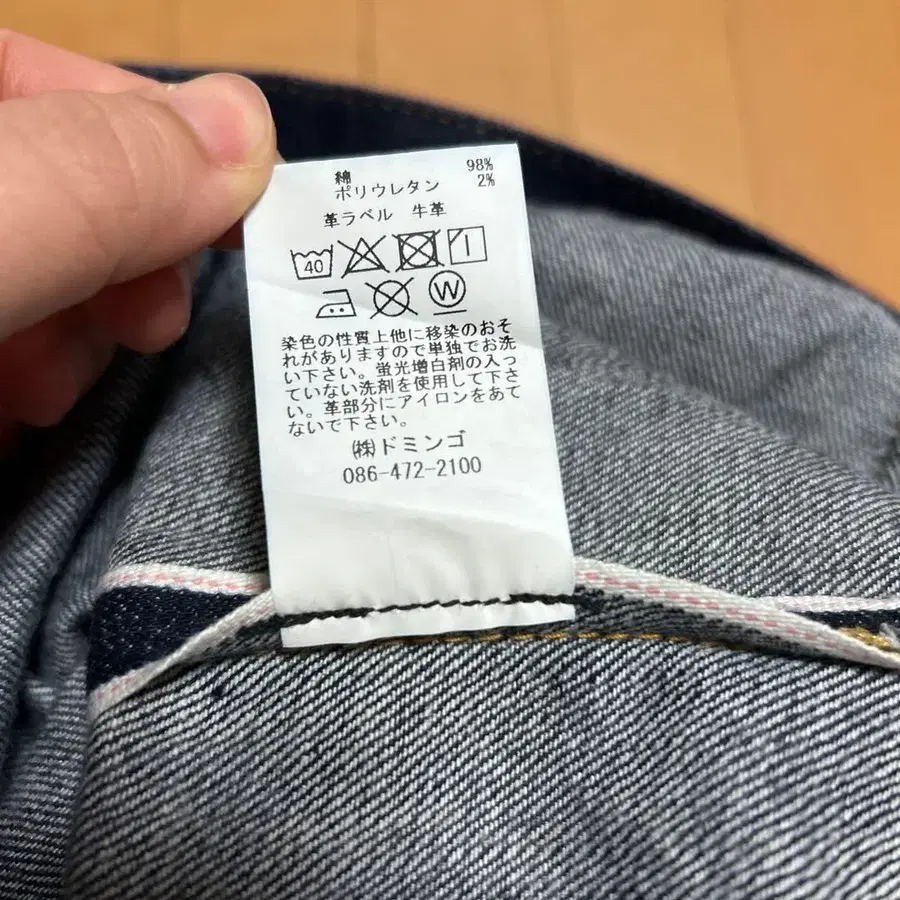 綿 98%
ポリウレタン 2%
革ラベル 牛革
40
W
染色の性質上他に移染のおそ
れがありますので単独でお洗
い下さい。蛍光増白剤の入っ
ていない洗剤を使用して下さ
い。革部分にアイロンをあて
ないで下さい。
㈱ドミンゴ
086-472-2100